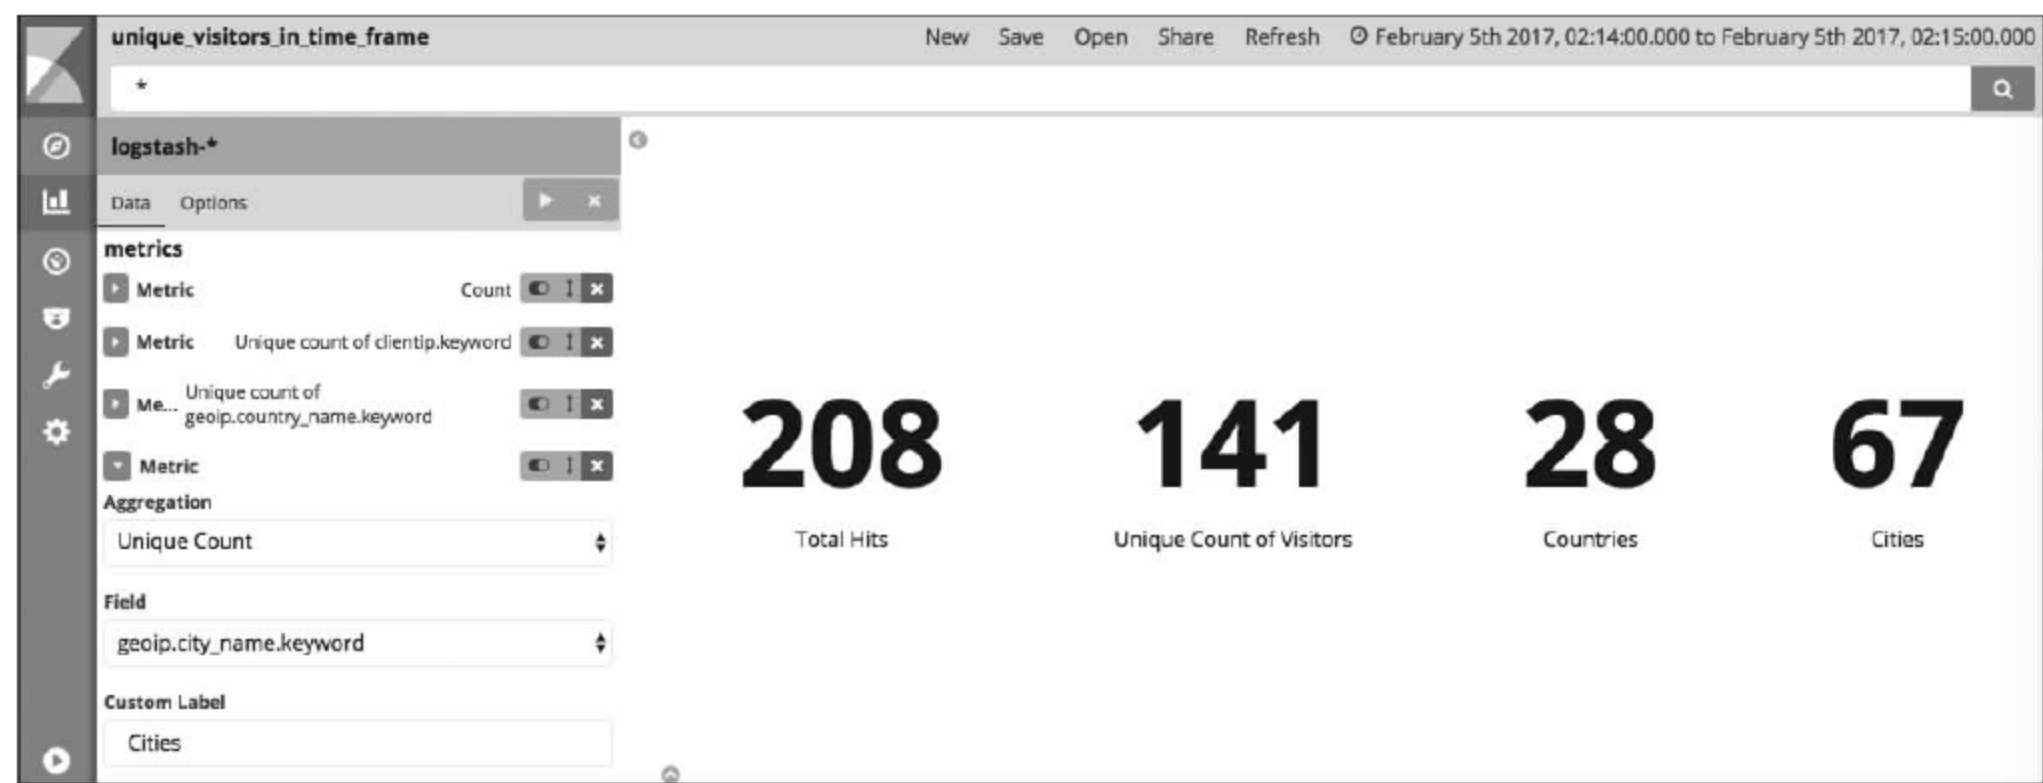 unique_visitors_in_time_frame
New Save Open Share Refresh February 5th 2017, 02:14:00.000 to February 5th 2017, 02:15:00.000
*
logstash-*
Data Options
metrics
Metric Count
Metric Unique count of clientip.keyword
Me... Unique count of
geoip.country_name.keyword
Metric
Aggregation
Unique Count
Field
geoip.city_name.keyword
Custom Label
Cities
208 141 28 67
Total Hits Unique Count of Visitors Countries Cities